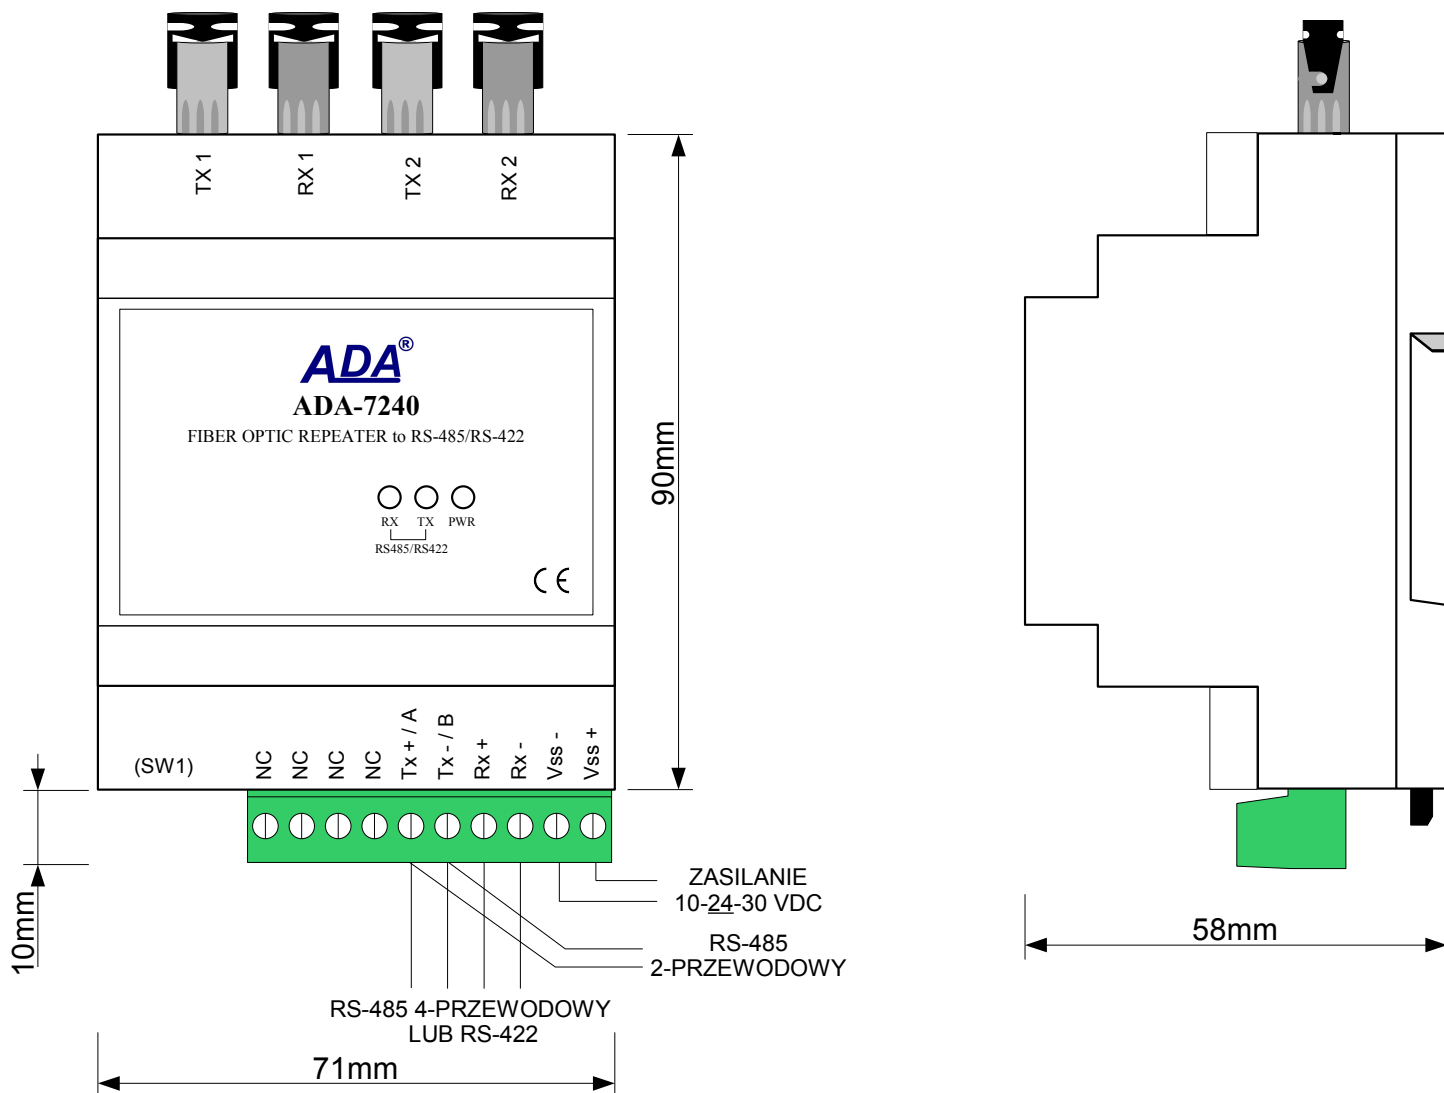 TX 1
RX 1
TX 2
RX 2
ADA®
ADA-7240
FIBER OPTIC REPEATER to RS-485/RS-422
RX TX PWR
RS485/RS422
CE
90mm
(SW1)
NC
NC
NC
NC
Tx + / A
Tx - / B
Rx +
Rx -
Vss -
Vss +
10mm
ZASILANIE
10-24-30 VDC
RS-485
2-PRZEWODOWY
RS-485 4-PRZEWODOWY
LUB RS-422
71mm
58mm